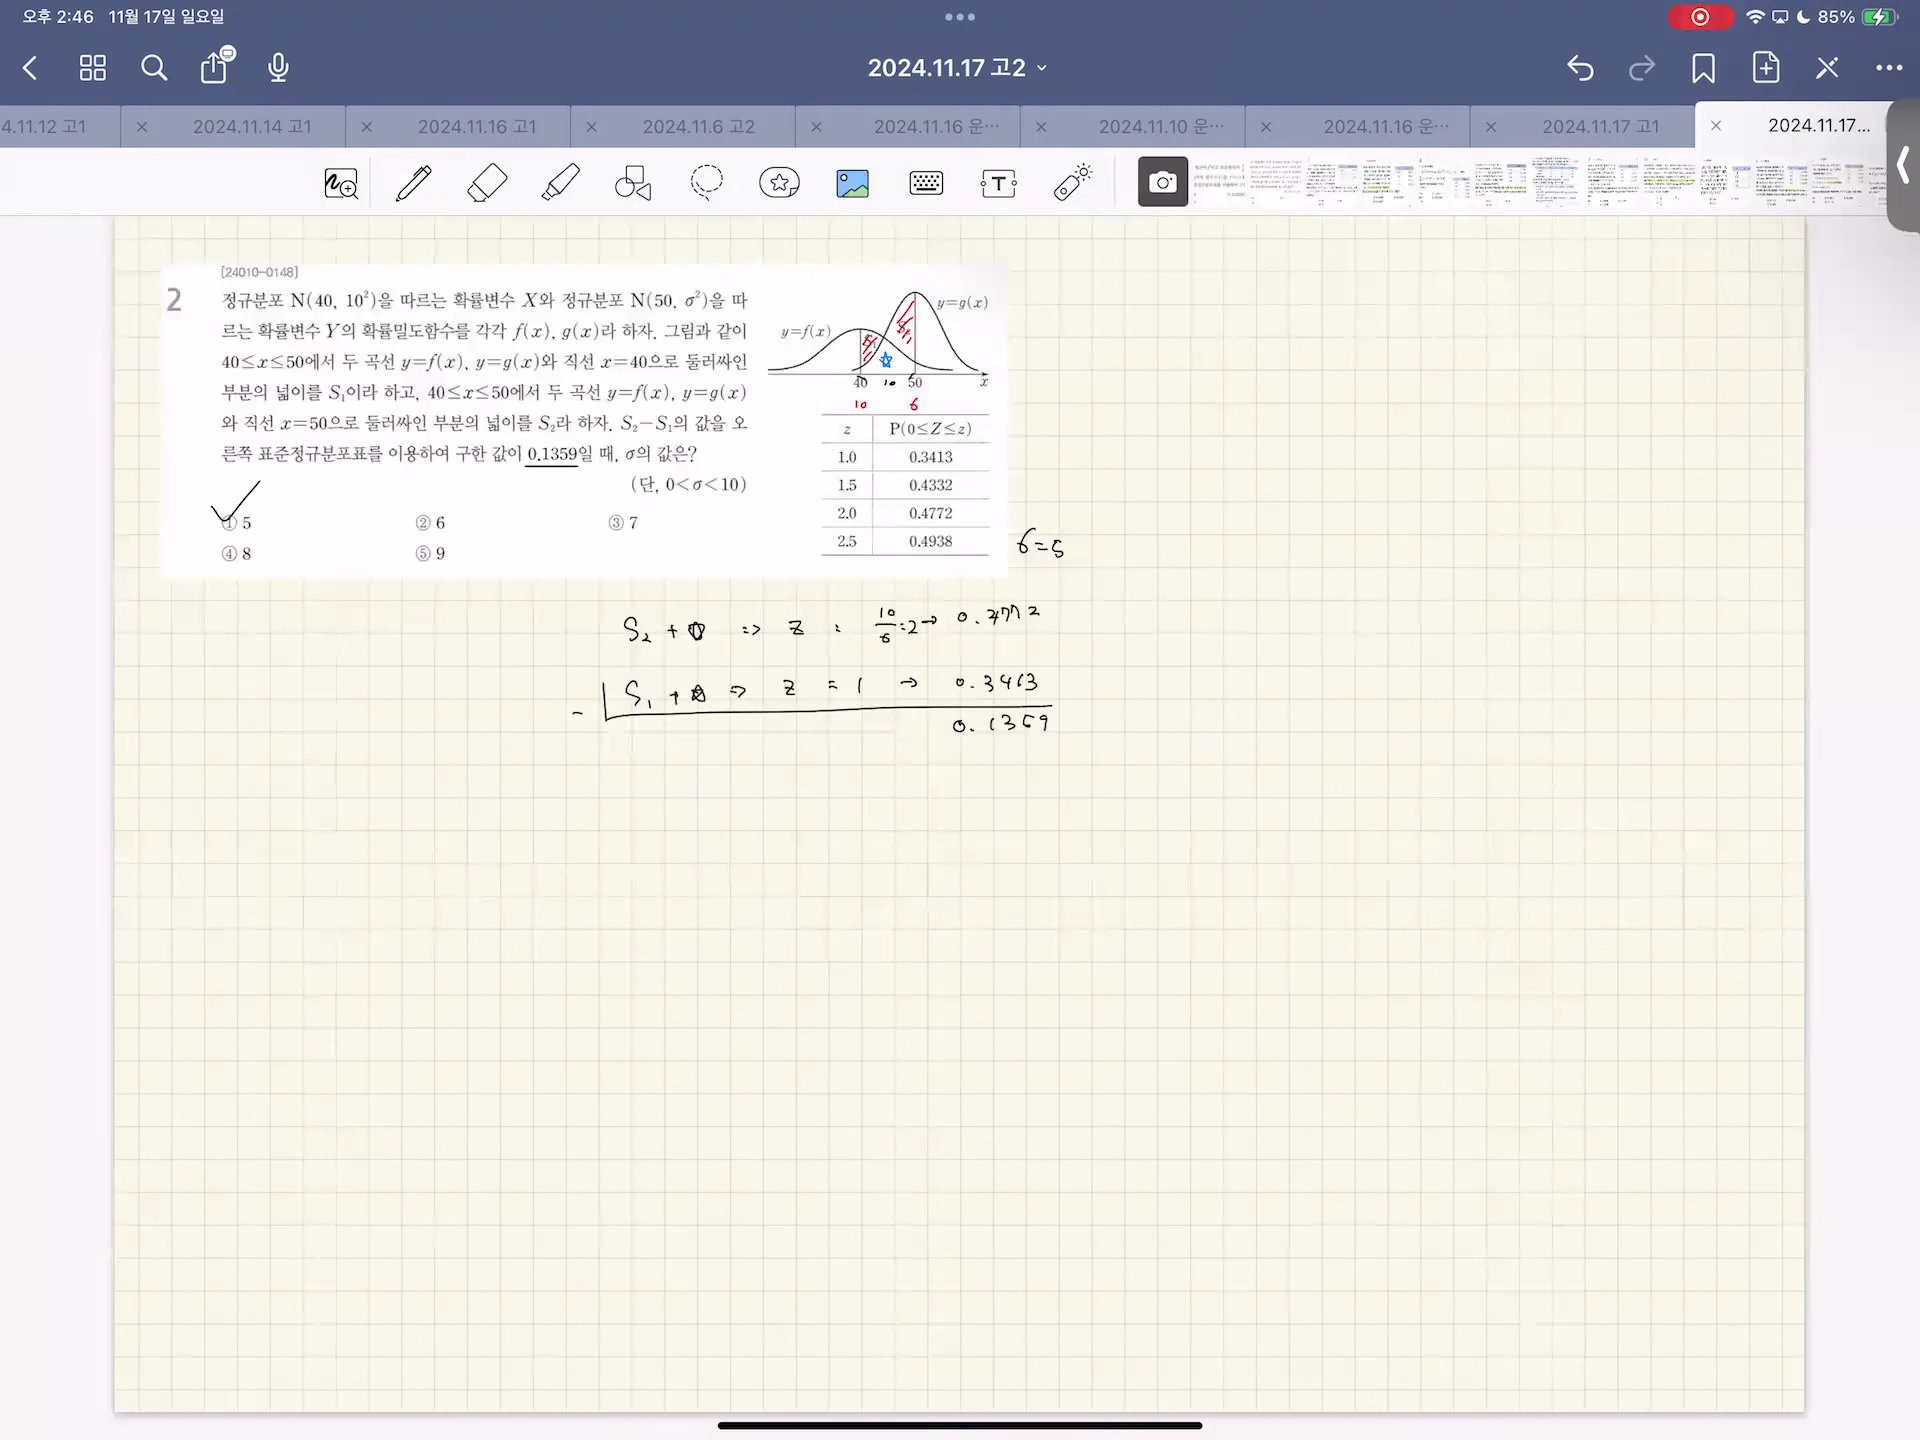 오후 2:46 11월 17일 일요일
85%
2024.11.17 고2
4.11.12 고1
2024.11.14 고1
2024.11.16 고1
2024.11.6 고2
2024.11.16 운…
2024.11.10 운…
2024.11.16 운…
2024.11.17 고1
2024.11.17...
[24010-0148]
2
정규분포 N(40, 10²)을 따르는 확률변수 X와 정규분포 N(50, σ²)을 따
르는 확률변수 Y의 확률밀도함수를 각각 f(x), g(x)라 하자. 그림과 같이
40≤x≤50에서 두 곡선 y=f(x), y=g(x)와 직선 x=40으로 둘러싸인
부분의 넓이를 S₁이라 하고, 40≤x≤50에서 두 곡선 y=f(x), y=g(x)
와 직선 x=50으로 둘러싸인 부분의 넓이를 S₂라 하자. S₂−S₁의 값을 오
른쪽 표준정규분포표를 이용하여 구한 값이 0.1359일 때, σ의 값은?
(단, 0<σ<10)
① 5 ② 6 ③ 7
④ 8 ⑤ 9
y=g(x)
y=f(x)
40 10 50 x
10 6
z P(0≤Z≤z)
1.0 0.3413
1.5 0.4332
2.0 0.4772
2.5 0.4938
6=5
S₂ + ☆ => z = 10/6 = 2 → 0.4772
- S₁ + ☆ => z = 1 → 0.3413
0.1359